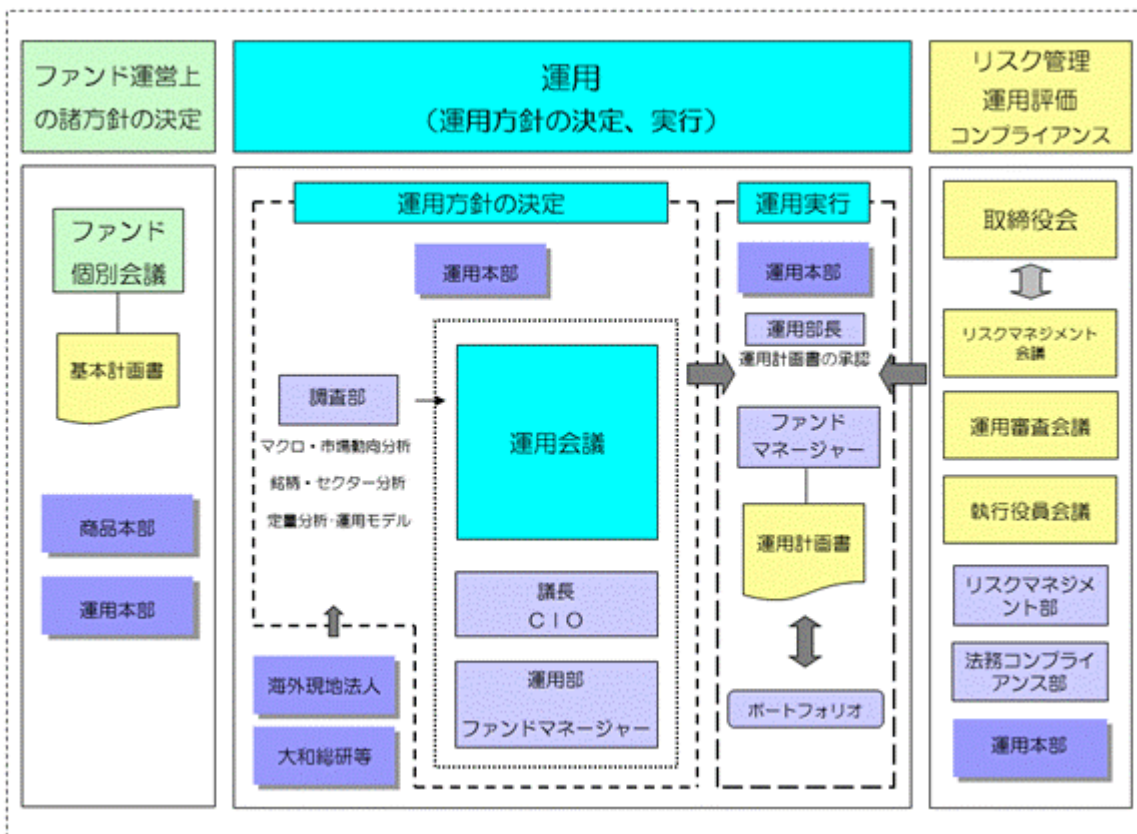 ファンド運営上
の諸方針の決定
運用
(運用方針の決定、実行)
リスク管理
運用評価
コンプライアンス
ファンド
個別会議
基本計画書
商品本部
運用本部
運用方針の決定
運用本部
調査部
マクロ・市場動向分析
銘柄・セクター分析
定量分析・運用モデル
運用会議
議長
CIO
運用部
ファンドマネージャー
海外現地法人
大和総研等
運用実行
運用本部
運用部長
運用計画書の承認
ファンド
マネージャー
運用計画書
ポートフォリオ
取締役会
リスクマネジメント
会議
運用審査会議
執行役員会議
リスクマネジメ
ント部
法務コンプライ
アンス部
運用本部